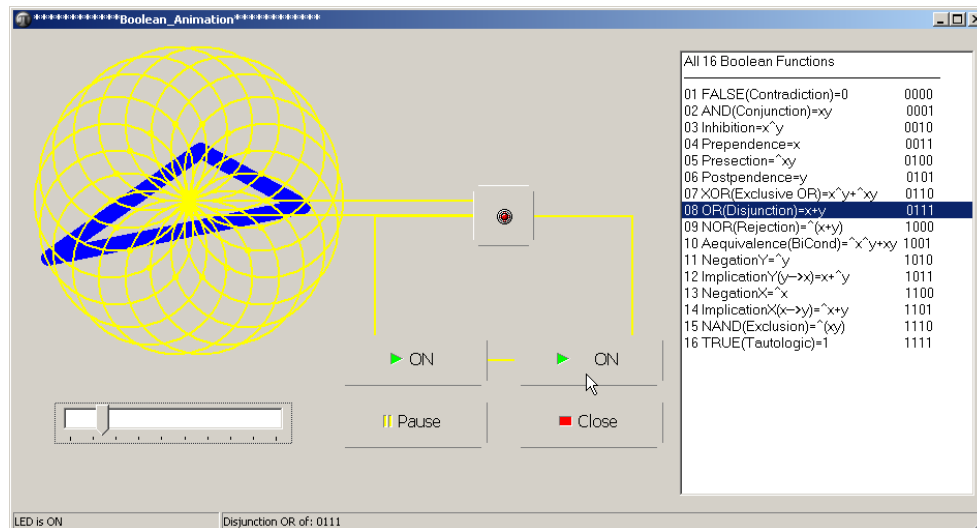 ************Boolean_Animation*************
All 16 Boolean Functions
01 FALSE(Contradiction)=0 0000
02 AND(Conjunction)=xy 0001
03 Inhibition=x^y 0010
04 Prependence=x 0011
05 Presection=^xy 0100
06 Postpendence=y 0101
07 XOR(Exclusive OR)=x^y+^xy 0110
08 OR(Disjunction)=x+y 0111
09 NOR(Rejection)=^(x+y) 1000
10 Aequivalence(BiCond)=^x^y+xy 1001
11 NegationY=^y 1010
12 ImplicationY(y->x)=x+^y 1011
13 NegationX=^x 1100
14 ImplicationX(x->y)=^x+y 1101
15 NAND(Exclusion)=^(xy) 1110
16 TRUE(Tautologic)=1 1111
ON ON
Pause Close
LED is ON Disjunction OR of: 0111